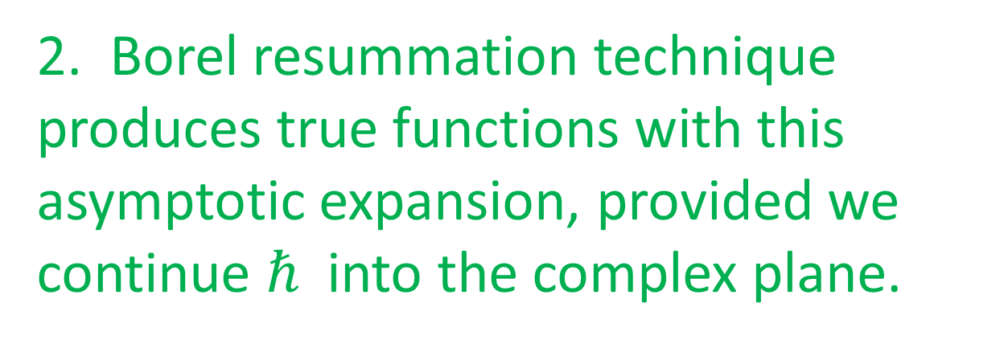 2. Borel resummation technique
produces true functions with this
asymptotic expansion, provided we
continue ℏ into the complex plane.